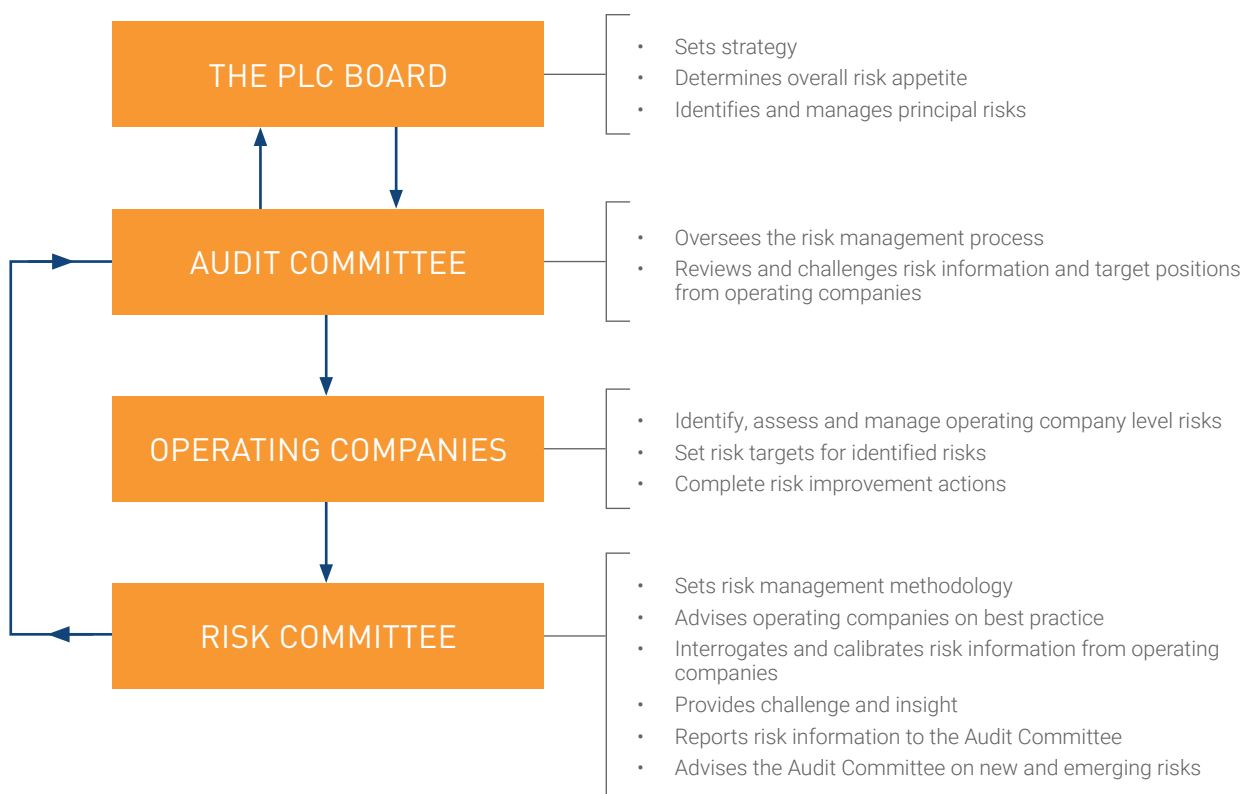 THE PLC BOARD
• Sets strategy
• Determines overall risk appetite
• Identifies and manages principal risks
AUDIT COMMITTEE
• Oversees the risk management process
• Reviews and challenges risk information and target positions
from operating companies
OPERATING COMPANIES
• Identify, assess and manage operating company level risks
• Set risk targets for identified risks
• Complete risk improvement actions
RISK COMMITTEE
• Sets risk management methodology
• Advises operating companies on best practice
• Interrogates and calibrates risk information from operating
companies
• Provides challenge and insight
• Reports risk information to the Audit Committee
• Advises the Audit Committee on new and emerging risks